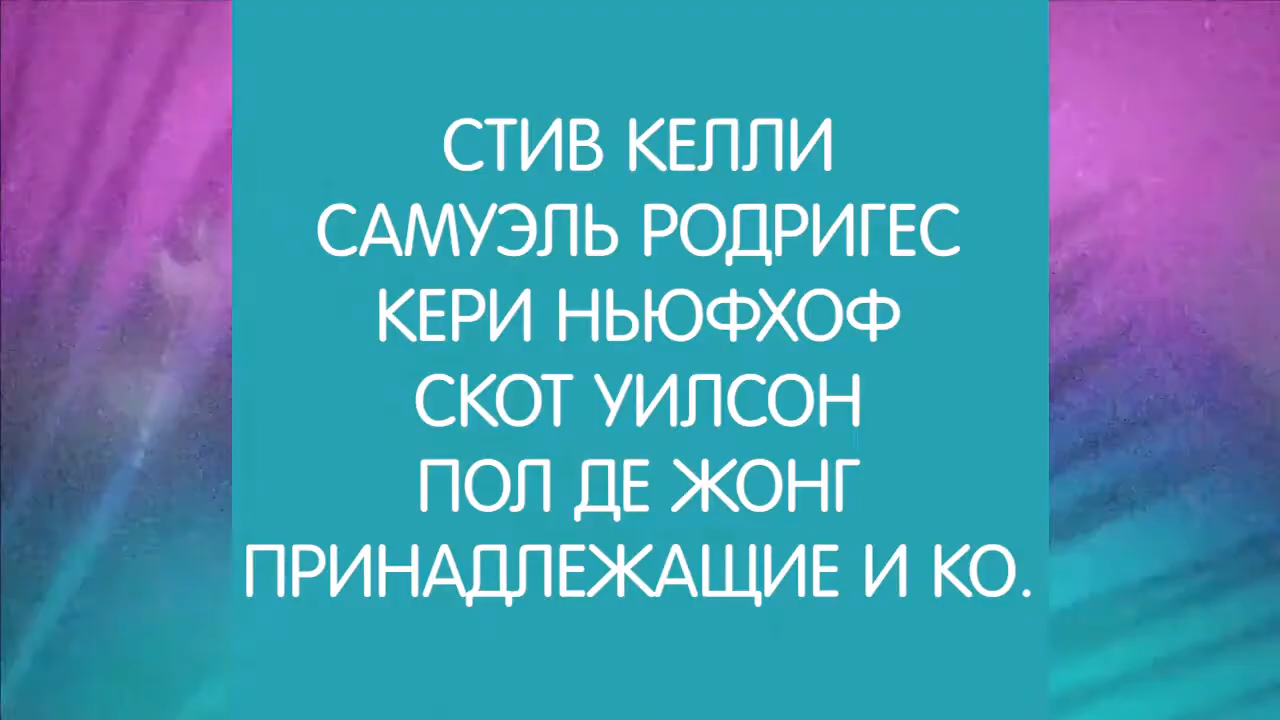 СТИВ КЕЛЛИ
САМУЭЛЬ РОДРИГЕС
КЕРИ НЬЮФХОФ
СКОТ УИЛСОН
ПОЛ ДЕ ЖОНГ
ПРИНАДЛЕЖАЩИЕ И КО.